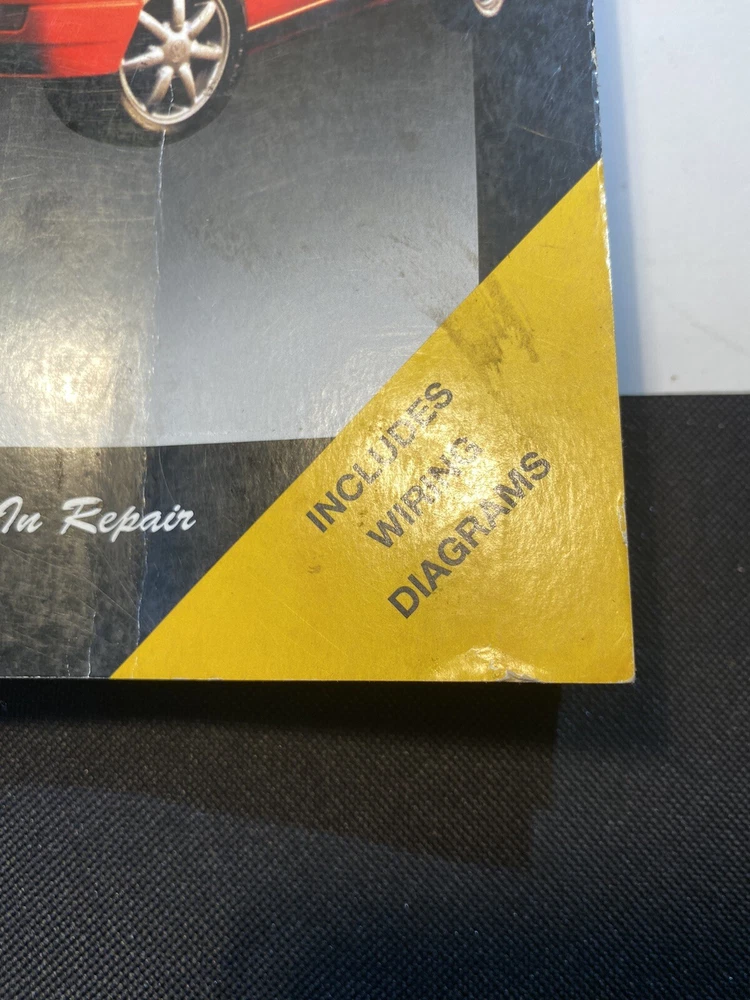 In Repair
INCLUDES
WIRING
DIAGRAMS